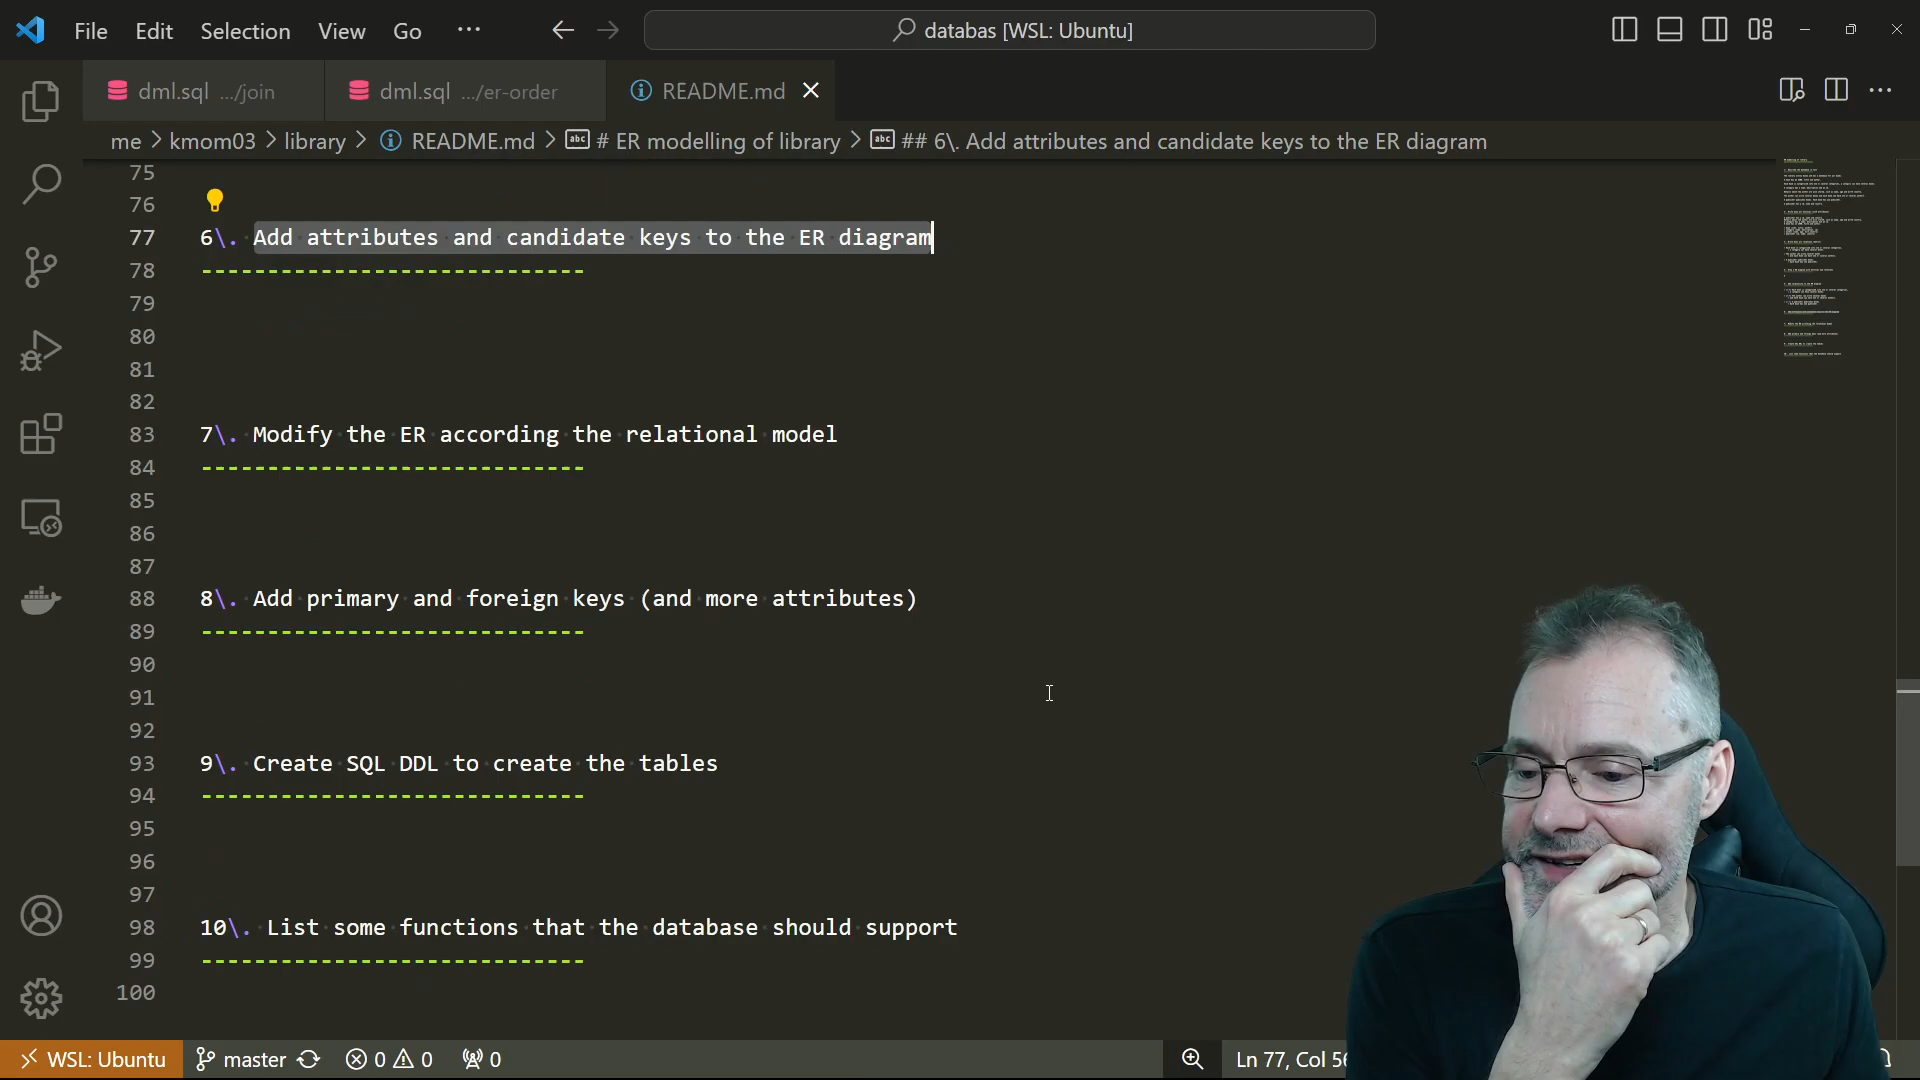 File Edit Selection View Go ···
databas [WSL: Ubuntu]
dml.sql .../join
dml.sql .../er-order
README.md
me > kmom03 > library > README.md > # ER modelling of library > ## 6\. Add attributes and candidate keys to the ER diagram
75
76
77 6\. Add attributes and candidate keys to the ER diagram
78 -----------------------------
79
80
81
82
83 7\. Modify the ER according the relational model
84 -----------------------------
85
86
87
88 8\. Add primary and foreign keys (and more attributes)
89 -----------------------------
90
91
92
93 9\. Create SQL DDL to create the tables
94 -----------------------------
95
96
97
98 10\. List some functions that the database should support
99 -----------------------------
100
WSL: Ubuntu master 0 0 0 Ln 77, Col 56